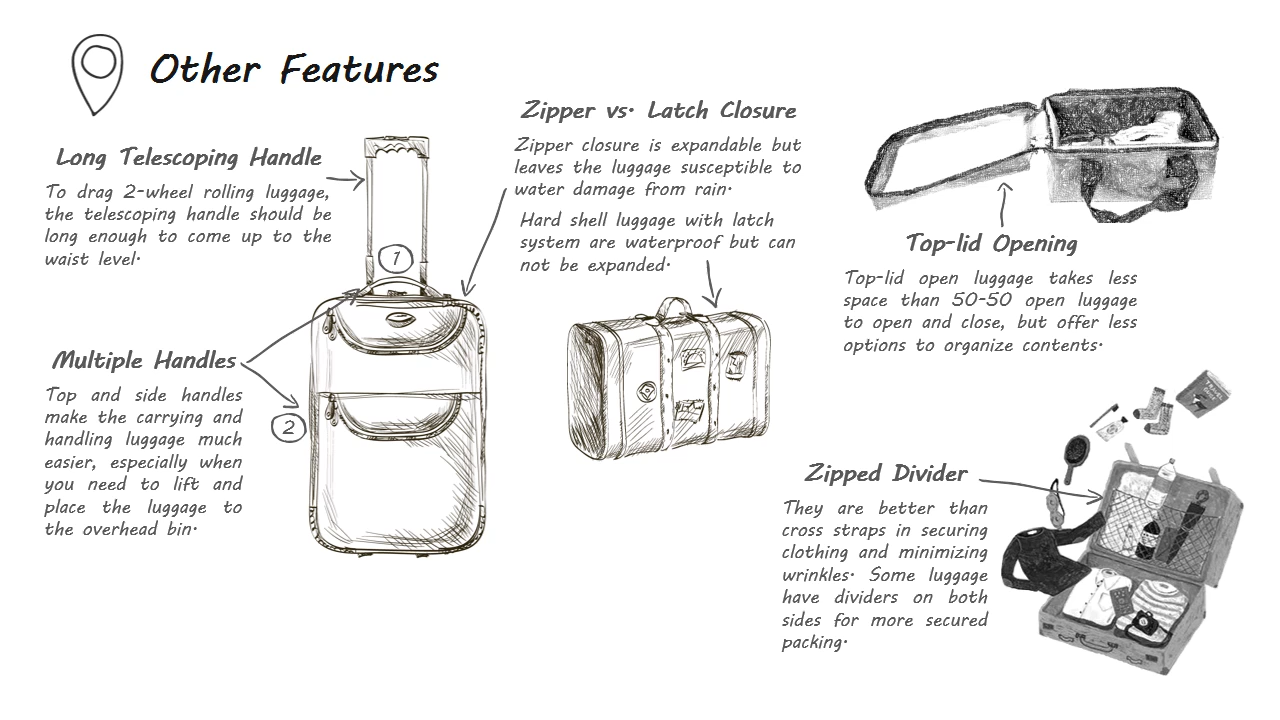 Other Features
Long Telescoping Handle
To drag 2-wheel rolling luggage,
the telescoping handle should be
long enough to come up to the
waist level.
1
Multiple Handles
Top and side handles
make the carrying and
handling luggage much
easier, especially when
you need to lift and
place the luggage to
the overhead bin.
2
Zipper vs. Latch Closure
Zipper closure is expandable but
leaves the luggage susceptible to
water damage from rain.
Hard shell luggage with latch
system are waterproof but can
not be expanded.
Top-lid Opening
Top-lid open luggage takes less
space than 50-50 open luggage
to open and close, but offer less
options to organize contents.
Zipped Divider
They are better than
cross straps in securing
clothing and minimizing
wrinkles. Some luggage
have dividers on both
sides for more secured
packing.